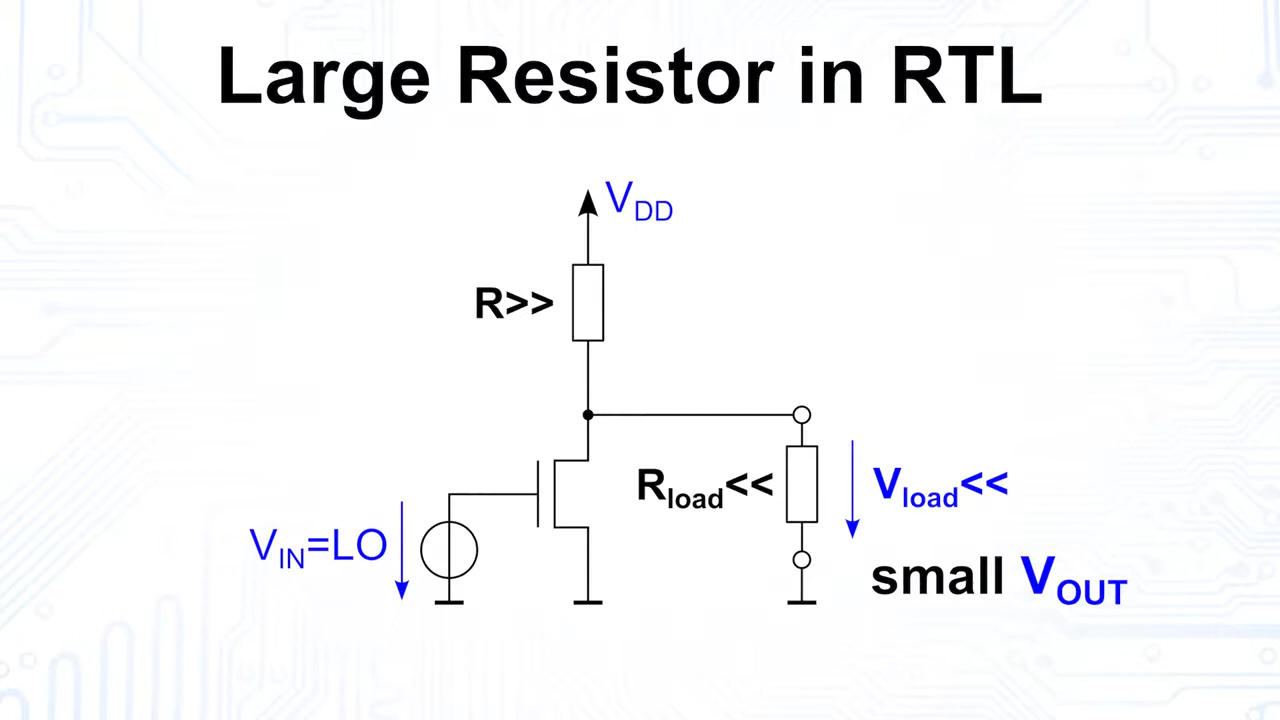 Large Resistor in RTL
VDD
R>>
Rload<<
Vload<<
VIN=LO
small VOUT